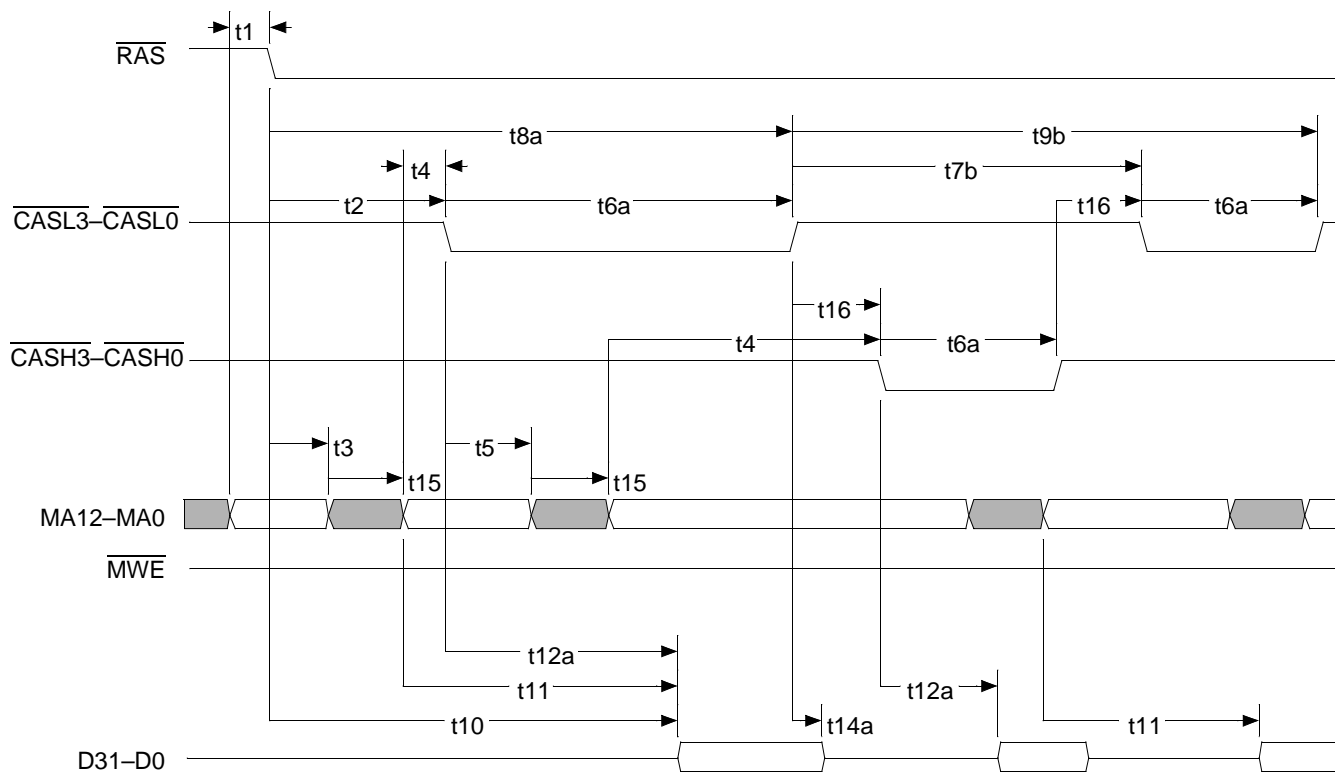 t1
RAS
t8a
t9b
t4
t7b
t2
t6a
t16
t6a
CASL3–CASL0
t16
t4
t6a
CASH3–CASH0
t3
t5
t15
t15
MA12–MA0
MWE
t12a
t11
t12a
t10
t14a
t11
D31–D0